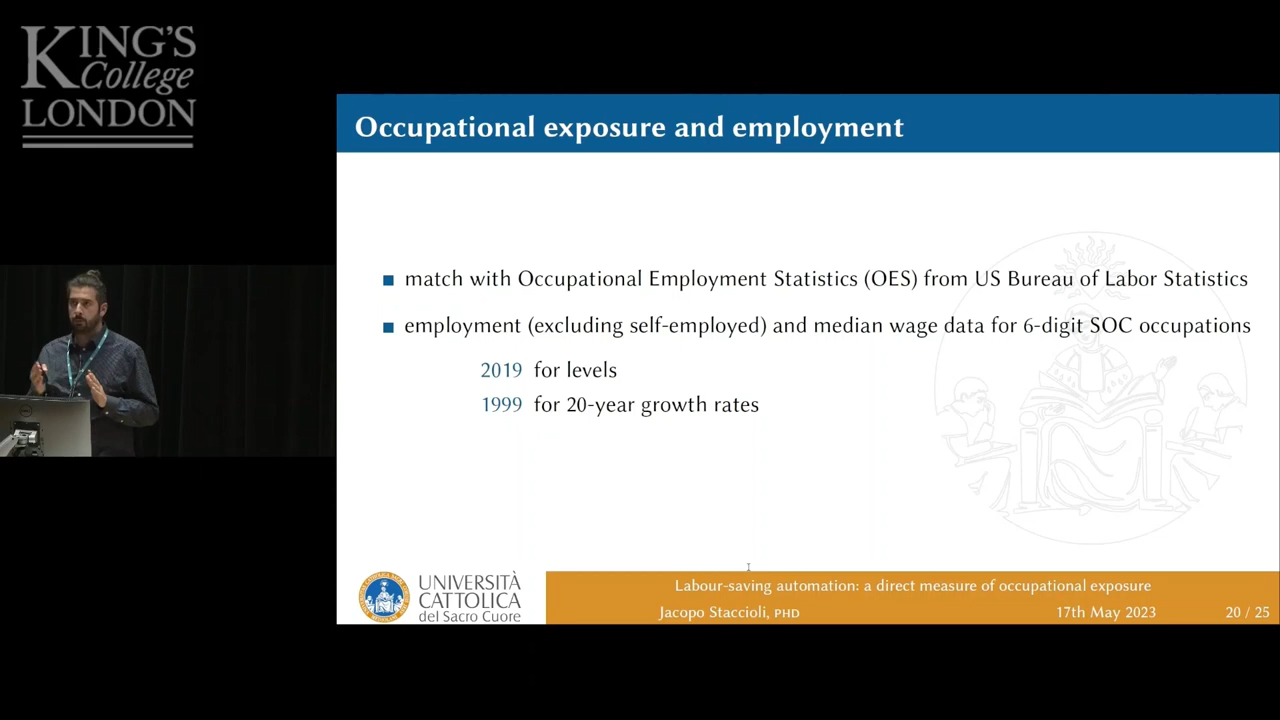 KING'S
College
LONDON
Occupational exposure and employment
match with Occupational Employment Statistics (OES) from US Bureau of Labor Statistics
employment (excluding self-employed) and median wage data for 6-digit SOC occupations
2019 for levels
1999 for 20-year growth rates
UNIVERSITÀ
CATTOLICA
del Sacro Cuore
Labour-saving automation: a direct measure of occupational exposure
Jacopo Staccioli, PHD 17th May 2023 20 / 25